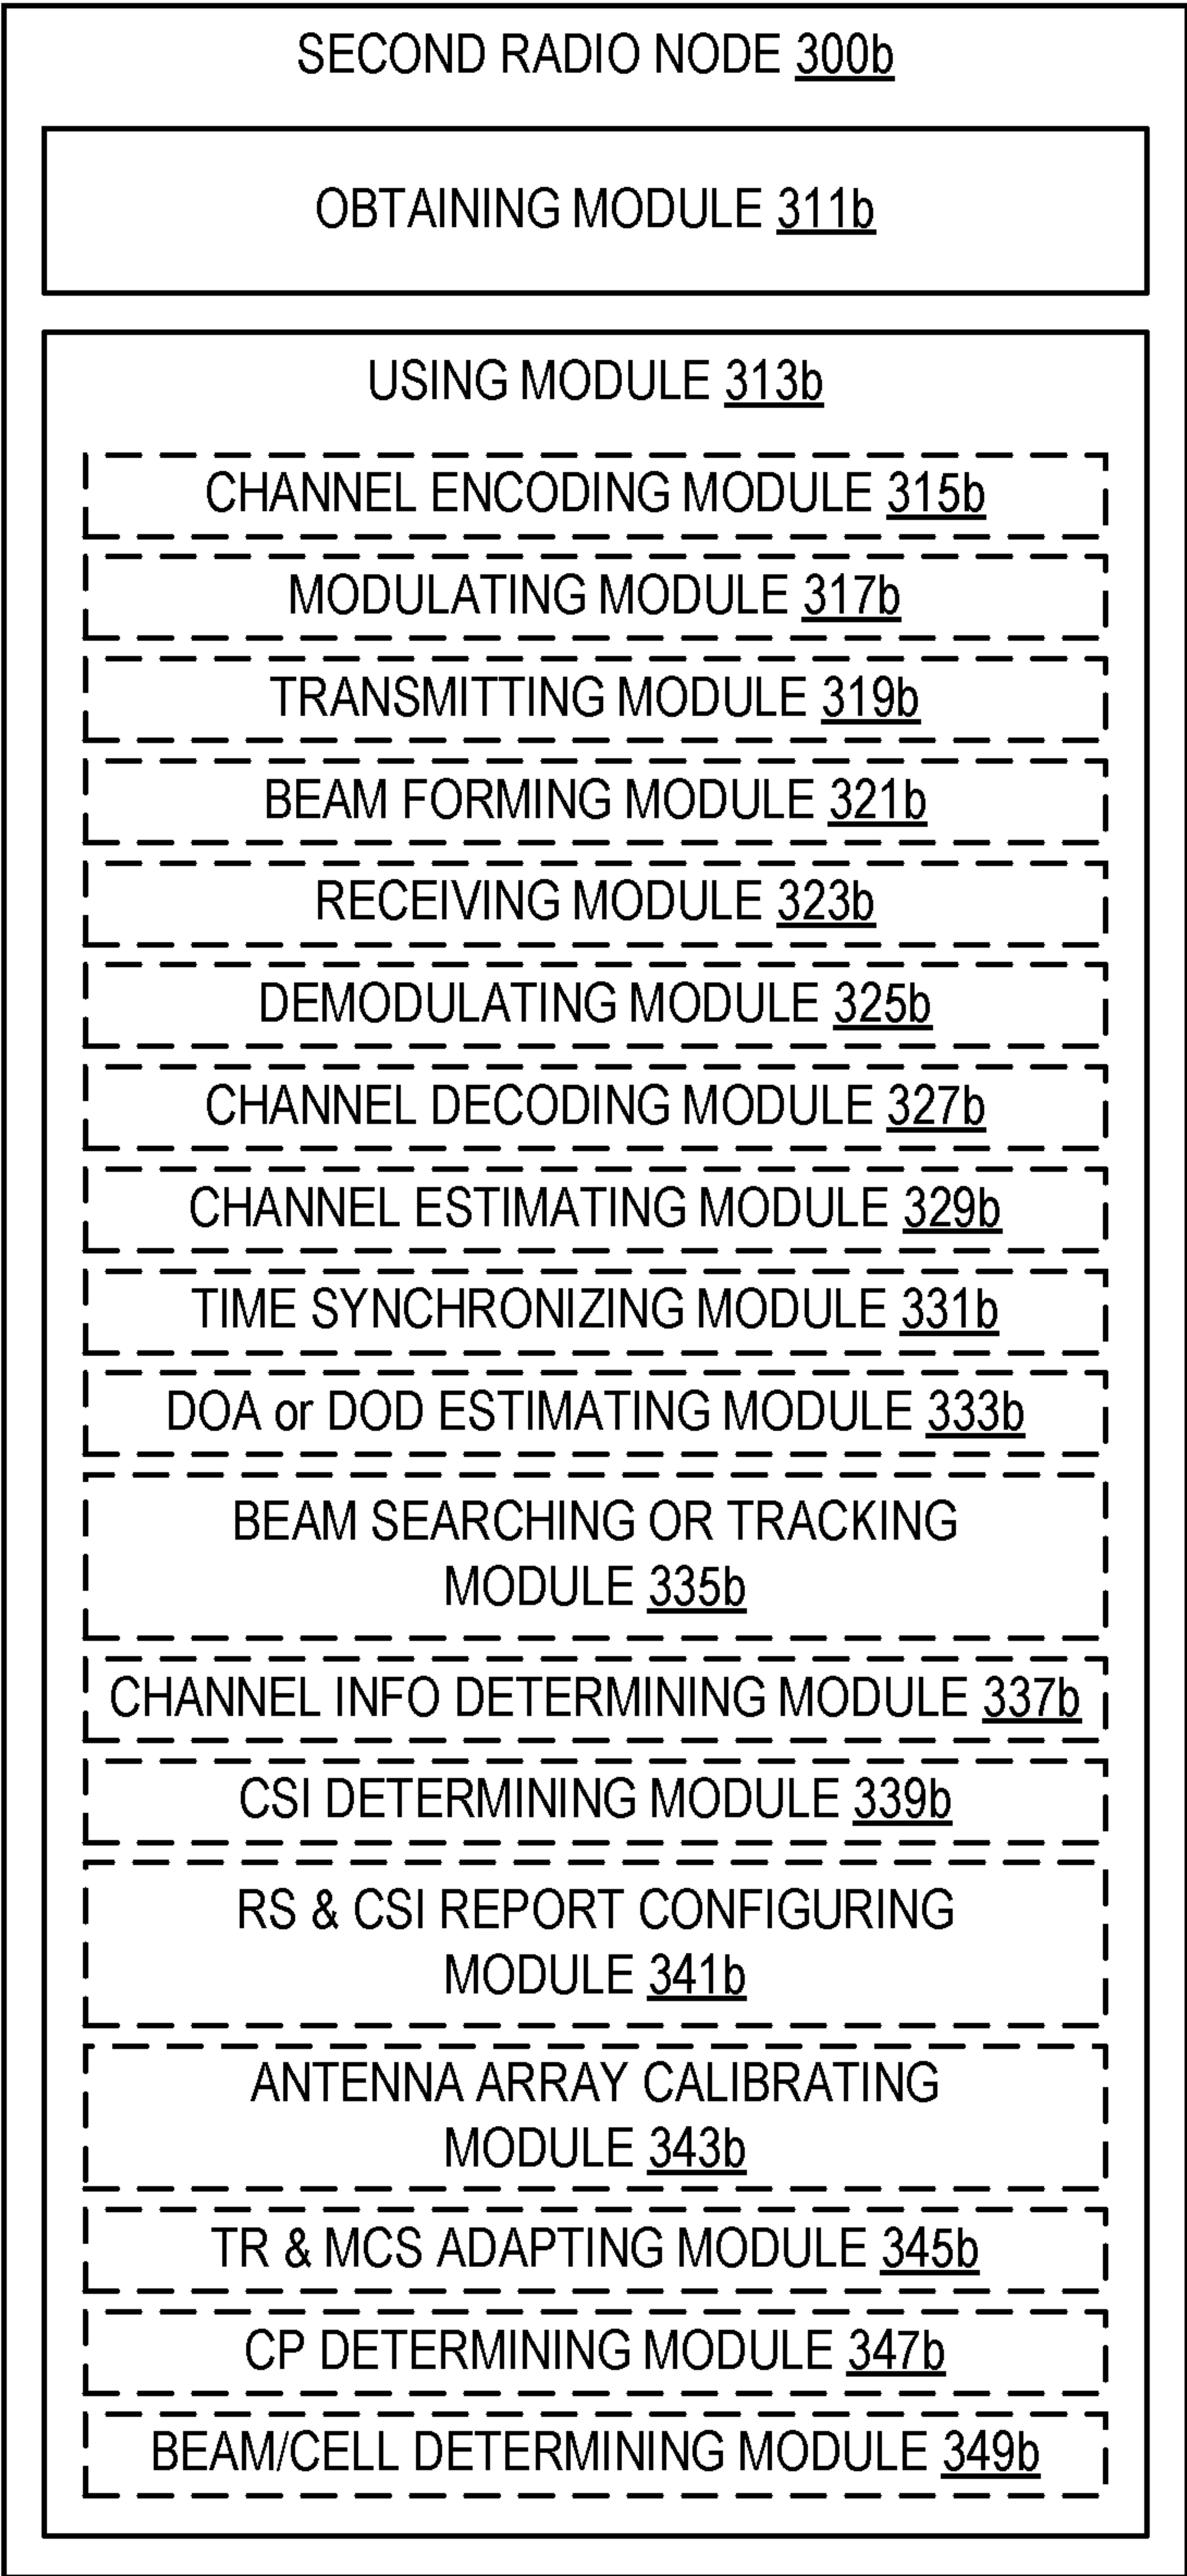 SECOND RADIO NODE 300b
OBTAINING MODULE 311b
USING MODULE 313b
CHANNEL ENCODING MODULE 315b
MODULATING MODULE 317b
TRANSMITTING MODULE 319b
BEAM FORMING MODULE 321b
RECEIVING MODULE 323b
DEMODULATING MODULE 325b
CHANNEL DECODING MODULE 327b
CHANNEL ESTIMATING MODULE 329b
TIME SYNCHRONIZING MODULE 331b
DOA or DOD ESTIMATING MODULE 333b
BEAM SEARCHING OR TRACKING
MODULE 335b
CHANNEL INFO DETERMINING MODULE 337b
CSI DETERMINING MODULE 339b
RS & CSI REPORT CONFIGURING
MODULE 341b
ANTENNA ARRAY CALIBRATING
MODULE 343b
TR & MCS ADAPTING MODULE 345b
CP DETERMINING MODULE 347b
BEAM/CELL DETERMINING MODULE 349b